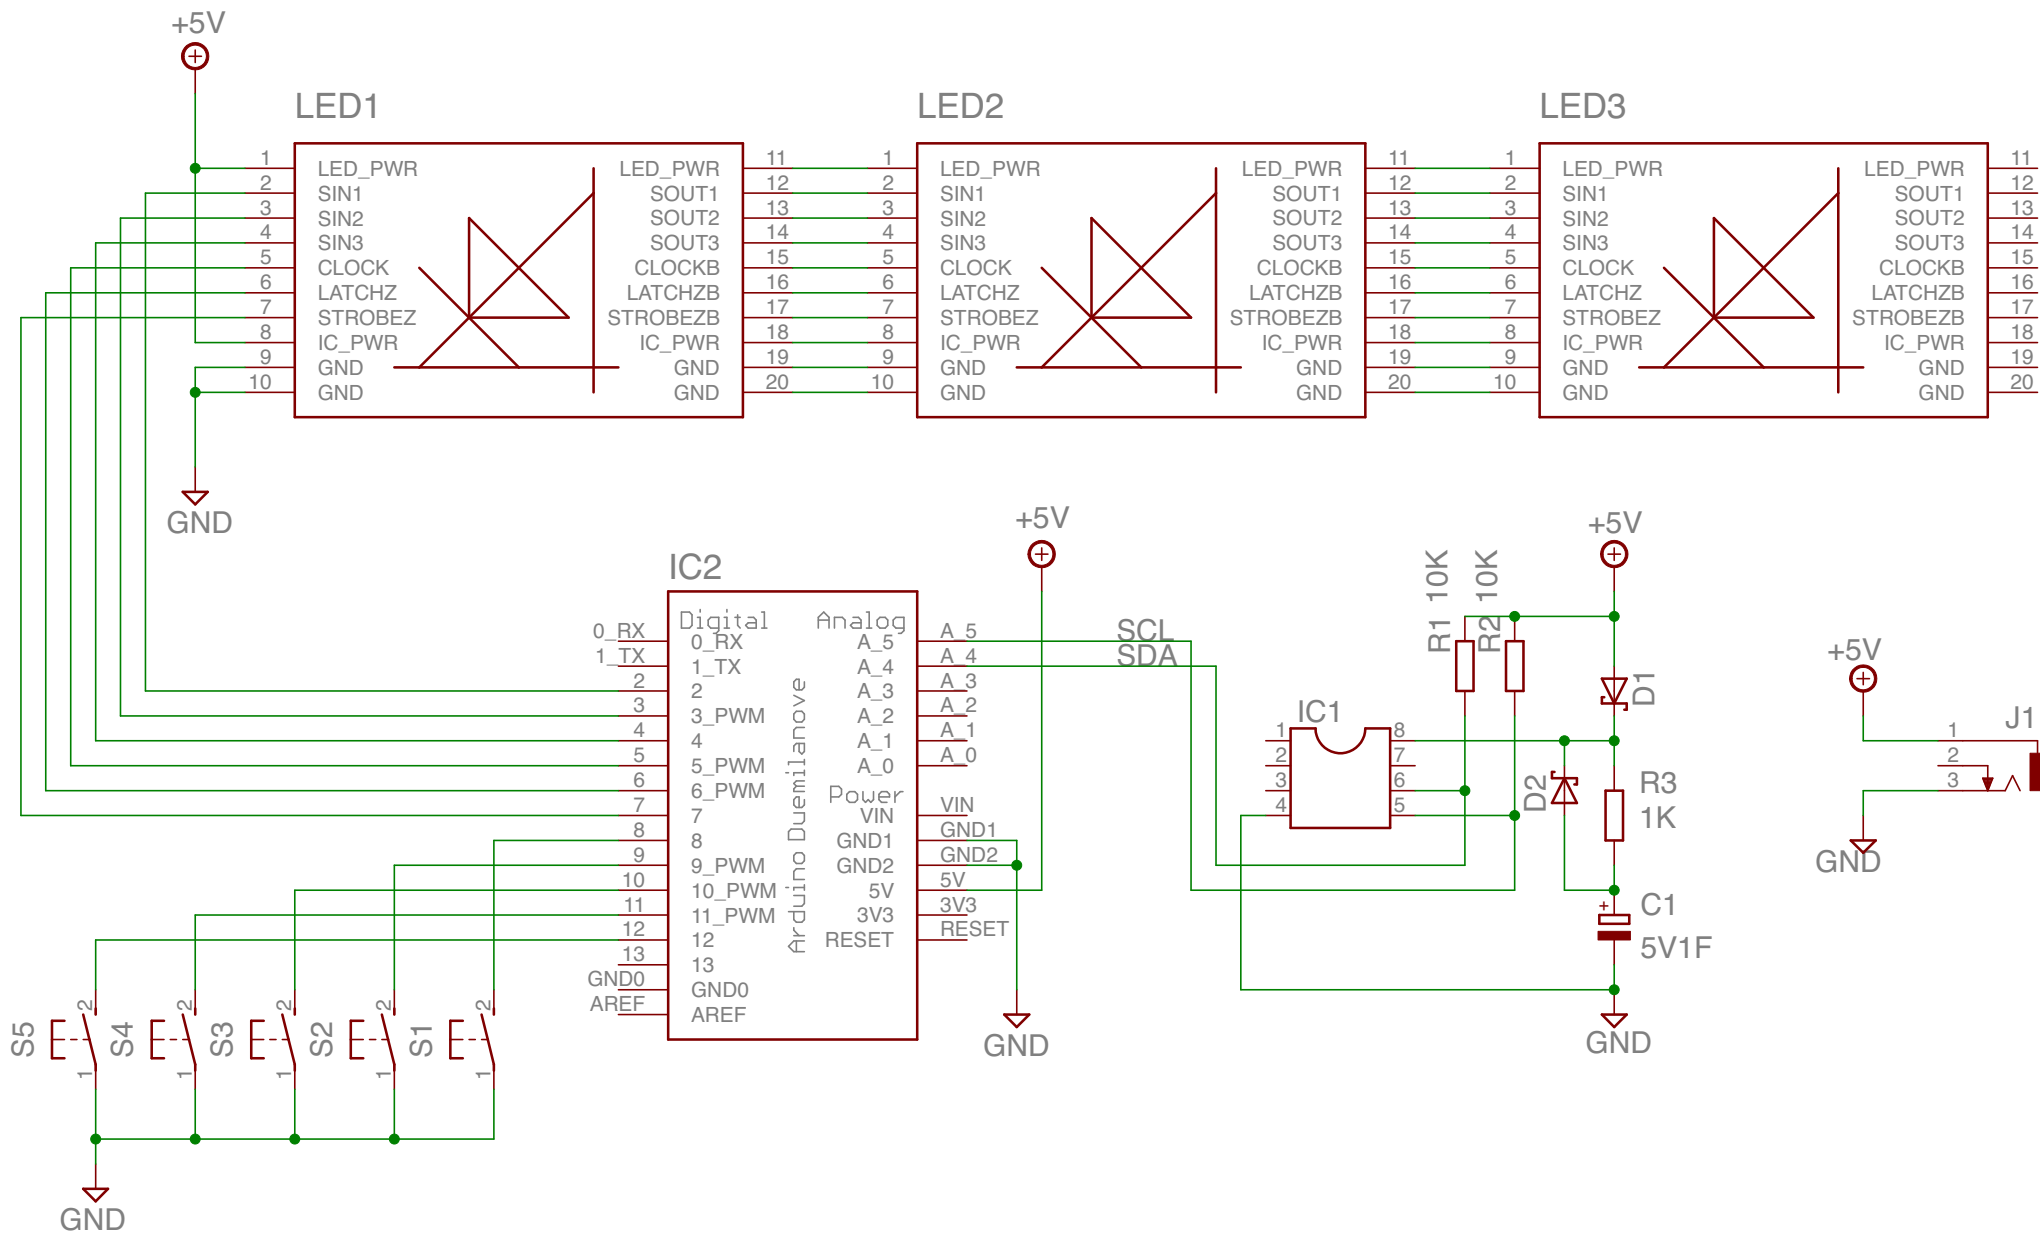 +5V
LED1 LED2 LED3
1 LED_PWR LED_PWR 11 1 LED_PWR LED_PWR 11 1 LED_PWR LED_PWR 11
2 SIN1 SOUT1 12 2 SIN1 SOUT1 12 2 SIN1 SOUT1 12
3 SIN2 SOUT2 13 3 SIN2 SOUT2 13 3 SIN2 SOUT2 13
4 SIN3 SOUT3 14 4 SIN3 SOUT3 14 4 SIN3 SOUT3 14
5 CLOCK CLOCKB 15 5 CLOCK CLOCKB 15 5 CLOCK CLOCKB 15
6 LATCHZ LATCHZB 16 6 LATCHZ LATCHZB 16 6 LATCHZ LATCHZB 16
7 STROBEZ STROBEZB 17 7 STROBEZ STROBEZB 17 7 STROBEZ STROBEZB 17
8 IC_PWR IC_PWR 18 8 IC_PWR IC_PWR 18 8 IC_PWR IC_PWR 18
9 GND GND 19 9 GND GND 19 9 GND GND 19
10 GND GND 20 10 GND GND 20 10 GND GND 20
GND
IC2
Arduino Duemilanove
Digital Analog
0_RX 0_RX A_5 A_5
1_TX 1_TX A_4 A_4
2 2 A_3 A_3
3 3_PWM A_2 A_2
4 4 A_1 A_1
5 5_PWM A_0 A_0
6 6_PWM Power
7 7 VIN VIN
8 8 GND1 GND1
9 9_PWM GND2 GND2
10 10_PWM 5V 5V
11 11_PWM 3V3 3V3
12 12 RESET RESET
13 13
GND0 GND0
AREF AREF
+5V
GND
SCL
SDA
IC1
1 8
2 7
3 6
4 5
R1 10K
R2 10K
+5V
D1
D2
R3
1K
+ C1
5V1F
GND
+5V
J1
1
2
3
GND
S5 2 1
S4 2 1
S3 2 1
S2 2 1
S1 2 1
GND